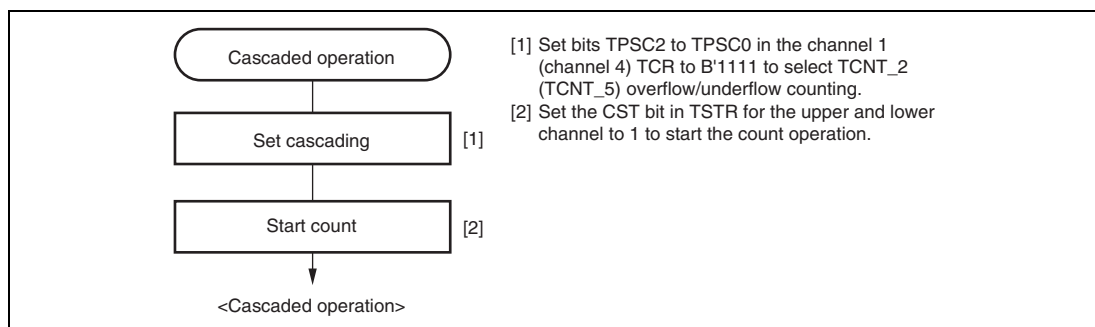 Cascaded operation
Set cascading
[1]
Start count
[2]
<Cascaded operation>
[1] Set bits TPSC2 to TPSC0 in the channel 1
(channel 4) TCR to B'1111 to select TCNT_2
(TCNT_5) overflow/underflow counting.
[2] Set the CST bit in TSTR for the upper and lower
channel to 1 to start the count operation.